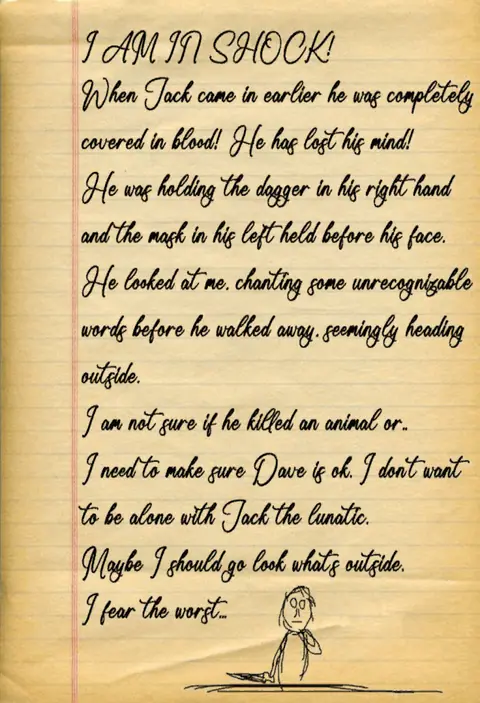 I AM IN SHOCK!
When Jack came in earlier he was completely
covered in blood! He has lost his mind!
He was holding the dagger in his right hand
and the mask in his left held before his face.
He looked at me. chanting some unrecognizable
words before he walked away. seemingly heading
outside.
I am not sure if he killed an animal or..
I need to make sure Dave is ok. I don't want
to be alone with Jack the lunatic.
Maybe I should go look what's outside.
I fear the worst...